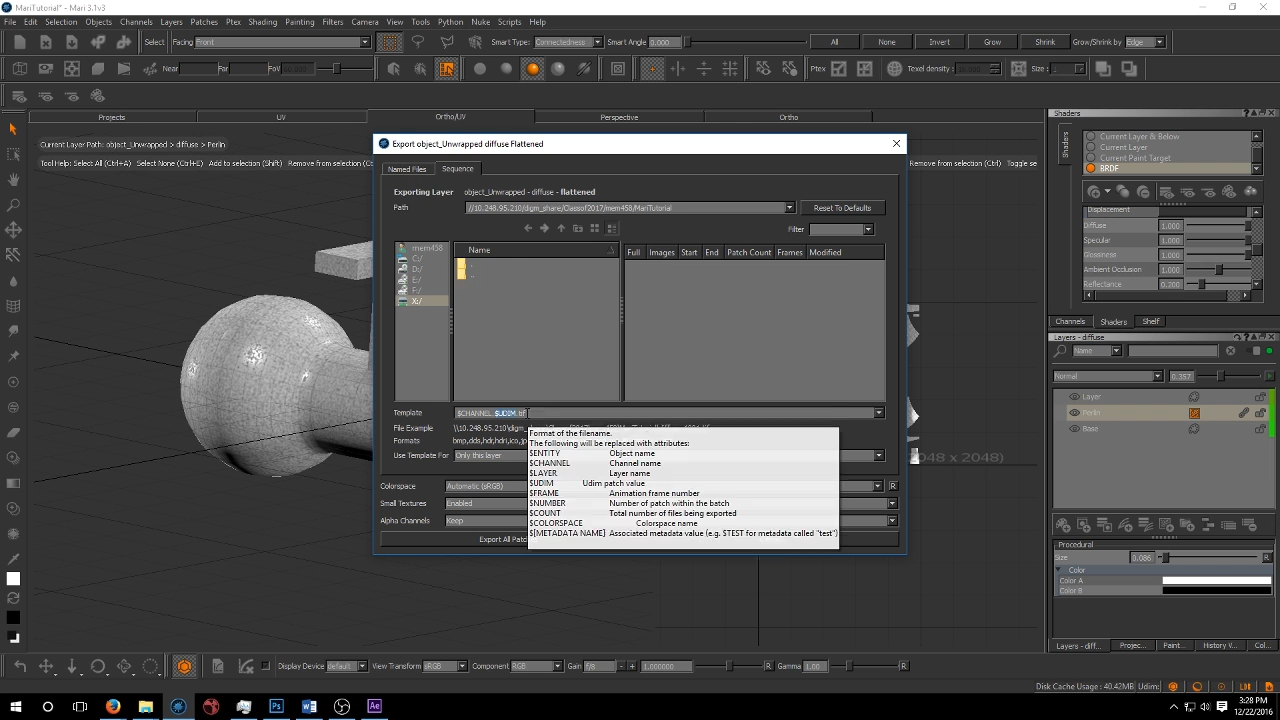 MariTutorial* - Mari 3.1v3
File Edit Selection Objects Channels Layers Patches Shading Painting Filters Camera View Tools Python Nuke Scripts Help
Select Facing Front Smart Type: Connectedness Smart Angle 0.000 All None Invert Grow Shrink Grow/Shrink by Edge
Near Far FoV Ptex Texel density Size :
Projects UV Ortho/UV Perspective Ortho
Current Layer Path: object_Unwrapped > diffuse > Perlin
Tool Help: Select All (Ctrl+A) Select None (Ctrl+E) Add to selection (Shift) Remove from selection (Ct
Remove from selection (Ctrl) Toggle se
Export object_Unwrapped diffuse Flattened
Named Files Sequence
Exporting Layer object_Unwrapped - diffuse - flattened
Path //10.248.95.210/digm_share/Classof2017/mem458/MariTutorial Reset To Defaults
Filter
mem458
C:/
D:/
E:/
F:/
X:/
Name
.
..
Full Images Start End Patch Count Frames Modified
Template $CHANNEL.$UDIM.tif
File Example
Formats bmp,dds,hdr,hdri,ico,jp
Use Template For Only this layer
Colorspace Automatic (sRGB) R
Small Textures Enabled
Alpha Channels Keep
Export All Patc
Format of the filename.
The following will be replaced with attributes:
$ENTITY Object name
$CHANNEL Channel name
$LAYER Layer name
$UDIM Udim patch value
$FRAME Animation frame number
$NUMBER Number of patch within the batch
$COUNT Total number of files being exported
$COLORSPACE Colorspace name
$[METADATA NAME] Associated metadata value (e.g. $TEST for metadata called "test")
2048)
Shaders
Shaders
Current Layer & Below
Current Layer
Current Paint Target
BRDF
Displacement
Diffuse 1.000
Specular 1.000
Glossiness 1.000
Ambient Occlusion 1.000
Reflectance 0.200
Channels Shaders Shelf
Layers - diffuse
Name
Normal 0.357
Layer
Perlin
Base
Procedural
Size 0.086 R
Color
Color A
Color B
Layers - diff... Projec... Paint... History V... Col...
Display Device default View Transform sRGB Component RGB Gain f/8 - + 1.000000 R Gamma 1.00 R
Disk Cache Usage : 40.42MB Udim:
3:28 PM
12/22/2016